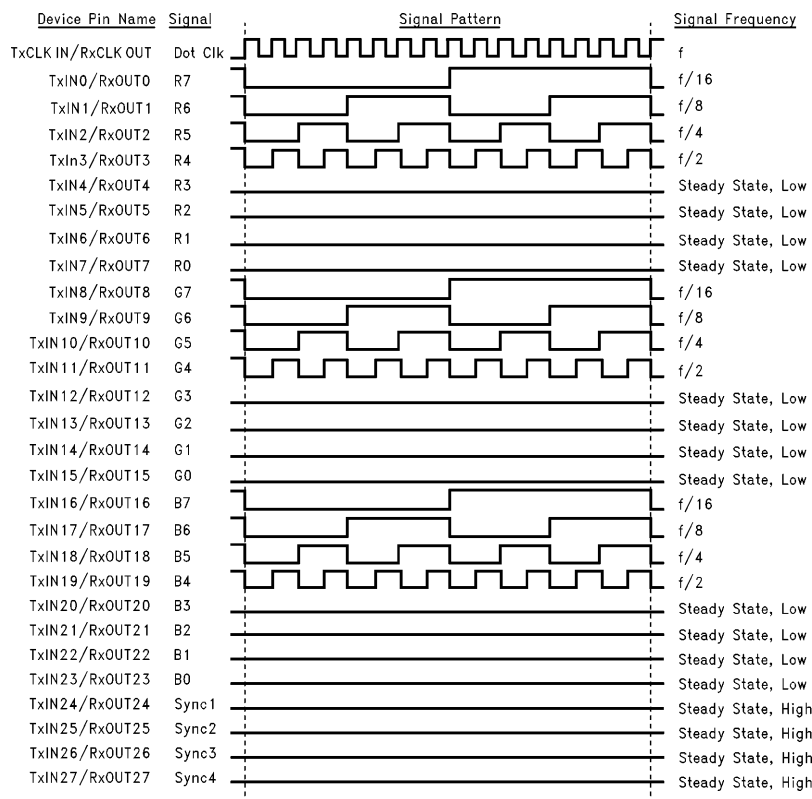 Device Pin Name Signal Signal Pattern Signal Frequency
TxCLK IN/RxCLK OUT Dot Clk f
TxIN0/RxOUT0 R7 f/16
TxIN1/RxOUT1 R6 f/8
TxIN2/RxOUT2 R5 f/4
TxIn3/RxOUT3 R4 f/2
TxIN4/RxOUT4 R3 Steady State, Low
TxIN5/RxOUT5 R2 Steady State, Low
TxIN6/RxOUT6 R1 Steady State, Low
TxIN7/RxOUT7 R0 Steady State, Low
TxIN8/RxOUT8 G7 f/16
TxIN9/RxOUT9 G6 f/8
TxIN10/RxOUT10 G5 f/4
TxIN11/RxOUT11 G4 f/2
TxIN12/RxOUT12 G3 Steady State, Low
TxIN13/RxOUT13 G2 Steady State, Low
TxIN14/RxOUT14 G1 Steady State, Low
TxIN15/RxOUT15 G0 Steady State, Low
TxIN16/RxOUT16 B7 f/16
TxIN17/RxOUT17 B6 f/8
TxIN18/RxOUT18 B5 f/4
TxIN19/RxOUT19 B4 f/2
TxIN20/RxOUT20 B3 Steady State, Low
TxIN21/RxOUT21 B2 Steady State, Low
TxIN22/RxOUT22 B1 Steady State, Low
TxIN23/RxOUT23 B0 Steady State, Low
TxIN24/RxOUT24 Sync1 Steady State, High
TxIN25/RxOUT25 Sync2 Steady State, High
TxIN26/RxOUT26 Sync3 Steady State, High
TxIN27/RxOUT27 Sync4 Steady State, High